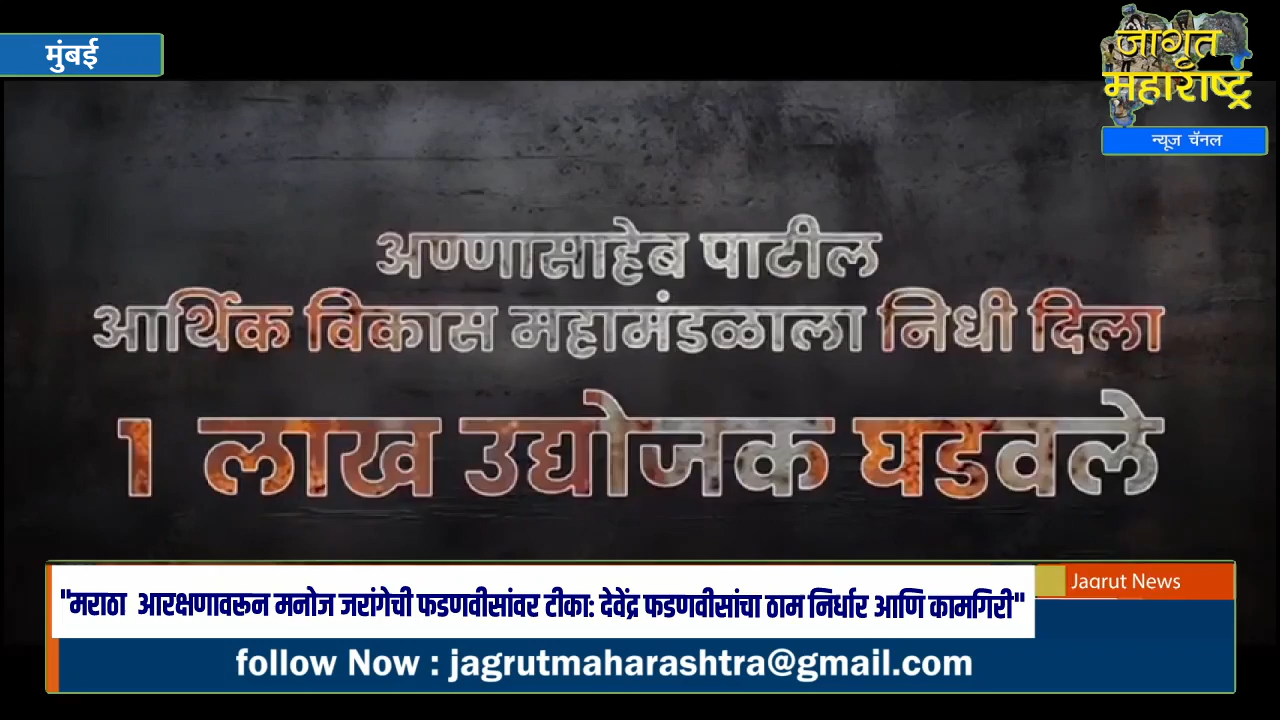 मुंबई
जागृत
महाराष्ट्र
न्यूज चॅनल
अण्णासाहेब पाटील
आर्थिक विकास महामंडळाला निधी दिला
1 लाख उद्योजक घडवले
"मराठा आरक्षणावरून मनोज जरांगेची फडणवीसांवर टीका: देवेंद्र फडणवीसांचा ठाम निर्धार आणि कामगिरी"
Jagrut News
follow Now : jagrutmaharashtra@gmail.com